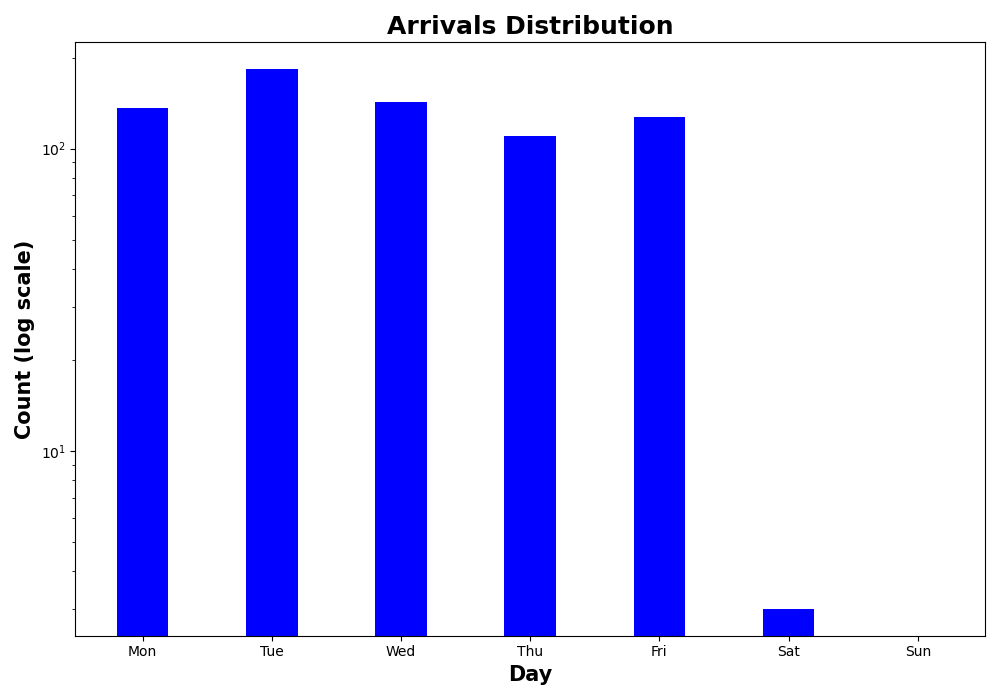 Arrivals Distribution
Count (log scale)
10²
10¹
Mon Tue Wed Thu Fri Sat Sun
Day